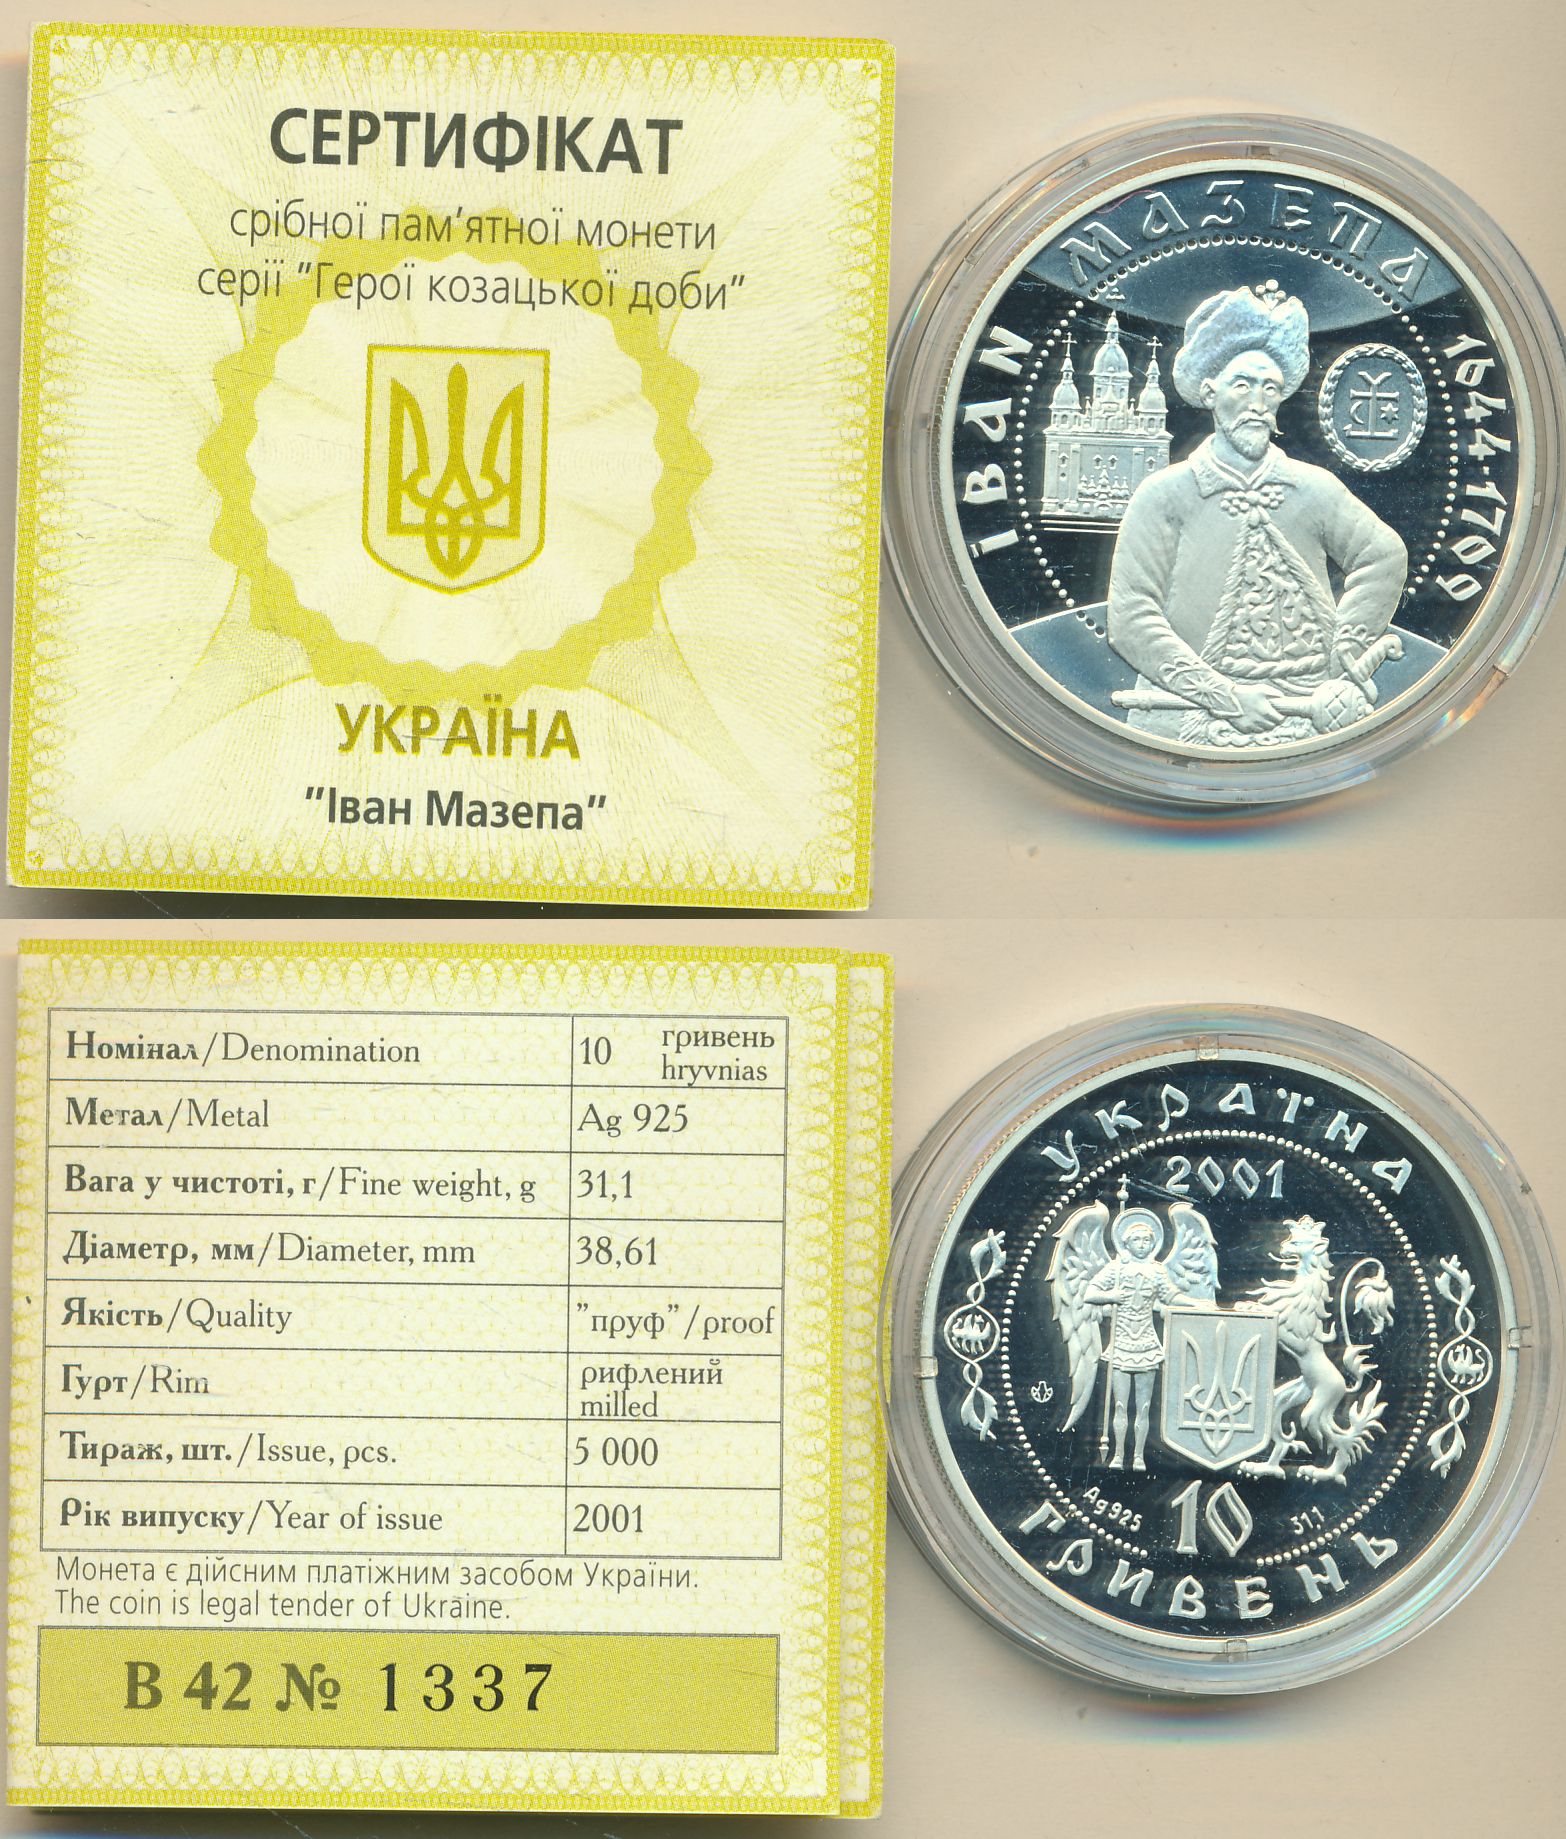 СЕРТИФІКАТ
срібної пам'ятної монети
серії "Герої козацької доби"
УКРАЇНА
"Іван Мазепа"
ІВАН МАЗЕПА 1644-1709
Номінал/Denomination 10 гривень
hryvnias
Метал/Metal Ag 925
Вага у чистоті, г/Fine weight, g 31,1
Діаметр, мм/Diameter, mm 38,61
Якість/Quality "пруф"/proof
Гурт/Rim рифлений
milled
Тираж, шт./Issue, pcs. 5 000
Рік випуску/Year of issue 2001
Монета є дійсним платіжним засобом України.
The coin is legal tender of Ukraine.
В 42 № 1337
УКРАЇНА
2001
Ag 925 10 31,1
ГРИВЕНЬ